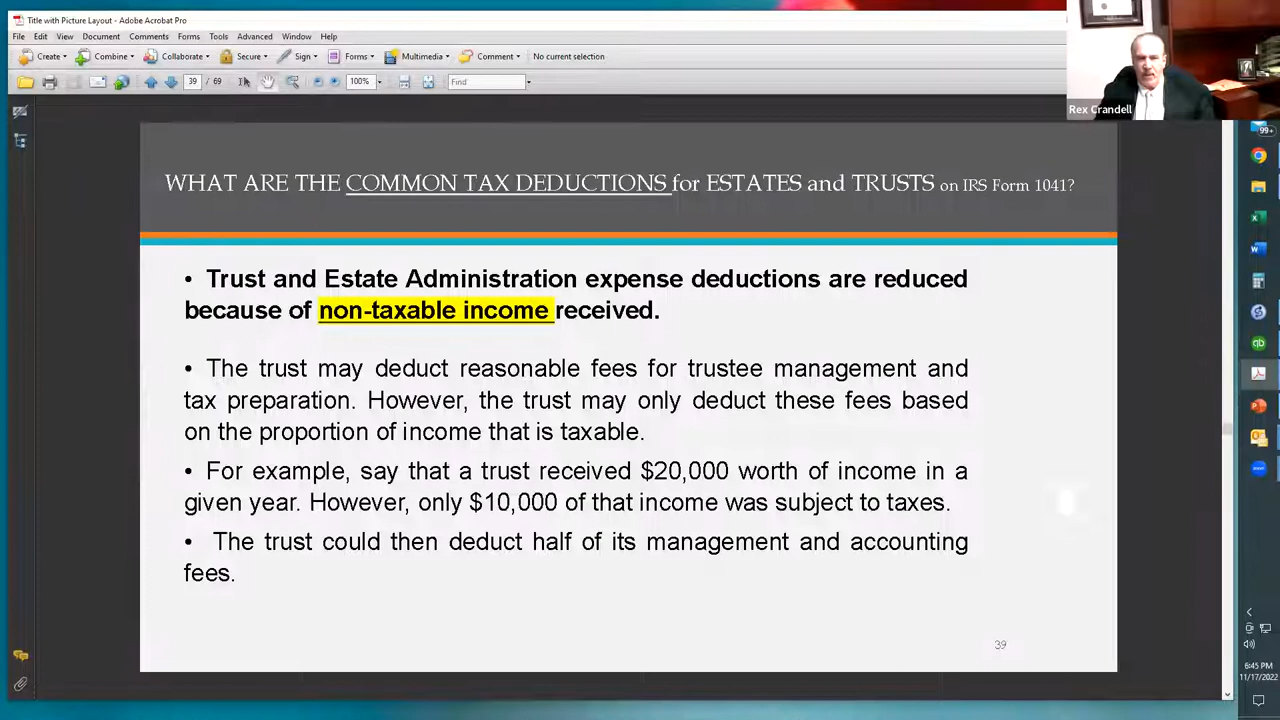 Title with Picture Layout - Adobe Acrobat Pro
File Edit View Document Comments Forms Tools Advanced Window Help
Create Combine Collaborate Secure Sign Forms Multimedia Comment No current selection
39 / 69 100% Find
Rex Crandell
99+
WHAT ARE THE COMMON TAX DEDUCTIONS for ESTATES and TRUSTS on IRS Form 1041?
• Trust and Estate Administration expense deductions are reduced
because of non-taxable income received.
• The trust may deduct reasonable fees for trustee management and
tax preparation. However, the trust may only deduct these fees based
on the proportion of income that is taxable.
• For example, say that a trust received $20,000 worth of income in a
given year. However, only $10,000 of that income was subject to taxes.
• The trust could then deduct half of its management and accounting
fees.
39
6:45 PM
11/17/2022